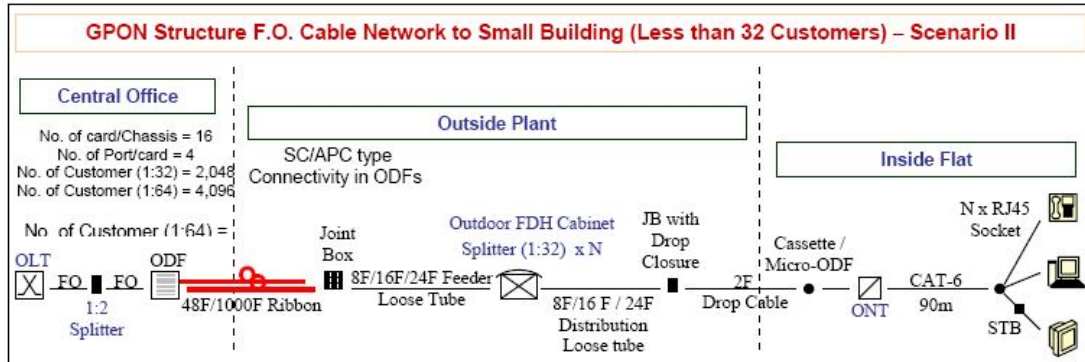 GPON Structure F.O. Cable Network to Small Building (Less than 32 Customers) – Scenario II
Central Office
No. of card/Chassis = 16
No. of Port/card = 4
No. of Customer (1:32) = 2,048
No. of Customer (1:64) = 4,096
No. of Customer (1:64) =
OLT
FO
FO
1:2
Splitter
ODF
48F/1000F Ribbon
Outside Plant
SC/APC type
Connectivity in ODFs
Joint
Box
8F/16F/24F Feeder
Loose Tube
Outdoor FDH Cabinet
Splitter (1:32) x N
8F/16 F / 24F
Distribution
Loose tube
JB with
Drop
Closure
2F
Drop Cable
Inside Flat
Cassette /
Micro-ODF
ONT
CAT-6
90m
N x RJ45
Socket
STB